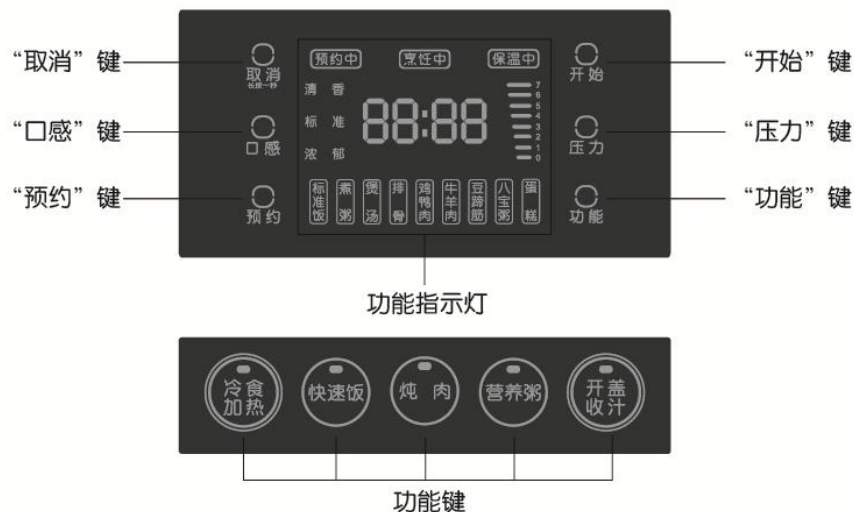 “取消”键
“口感”键
“预约”键
取消
长按一秒
口感
预约
预约中 烹饪中 保温中
清香
标准
浓郁
88:88
7
6
5
4
3
2
1
0
标准饭 煮粥 煲汤 排骨 鸡鸭肉 牛羊肉 豆蹄筋 八宝粥 蛋糕
开始
压力
功能
“开始”键
“压力”键
“功能”键
功能指示灯
冷食加热 快速饭 炖肉 营养粥 开盖收汁
功能键